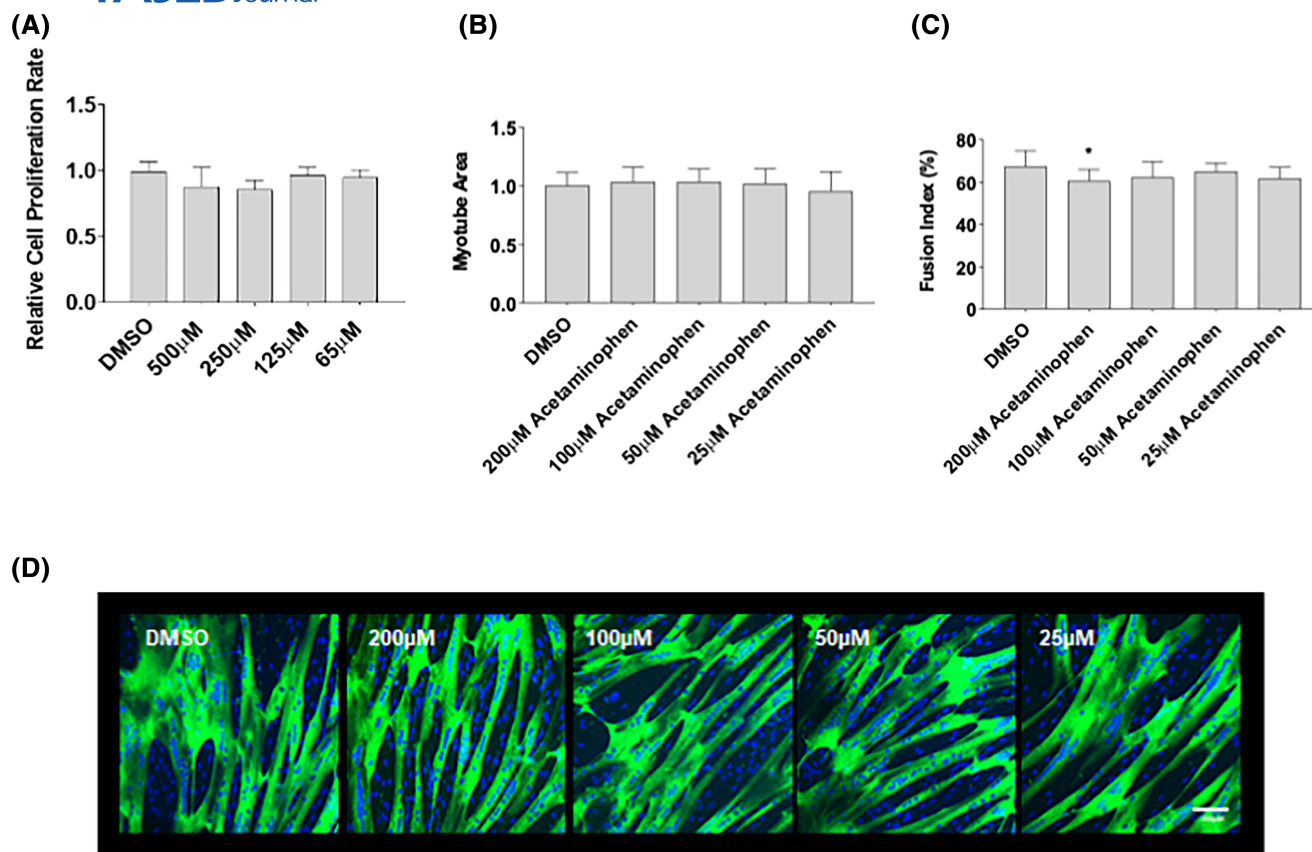 Journal
(A)
(B)
(C)
Relative Cell Proliferation Rate
1.5
1.0
0.5
0.0
DMSO
500µM
250µM
125µM
65µM
Myotube Area
1.5
1.0
0.5
0.0
DMSO
200µM Acetaminophen
100µM Acetaminophen
50µM Acetaminophen
25µM Acetaminophen
Fusion Index (%)
80
60
40
20
0
*
DMSO
200µM Acetaminophen
100µM Acetaminophen
50µM Acetaminophen
25µM Acetaminophen
(D)
DMSO
200µM
100µM
50µM
25µM